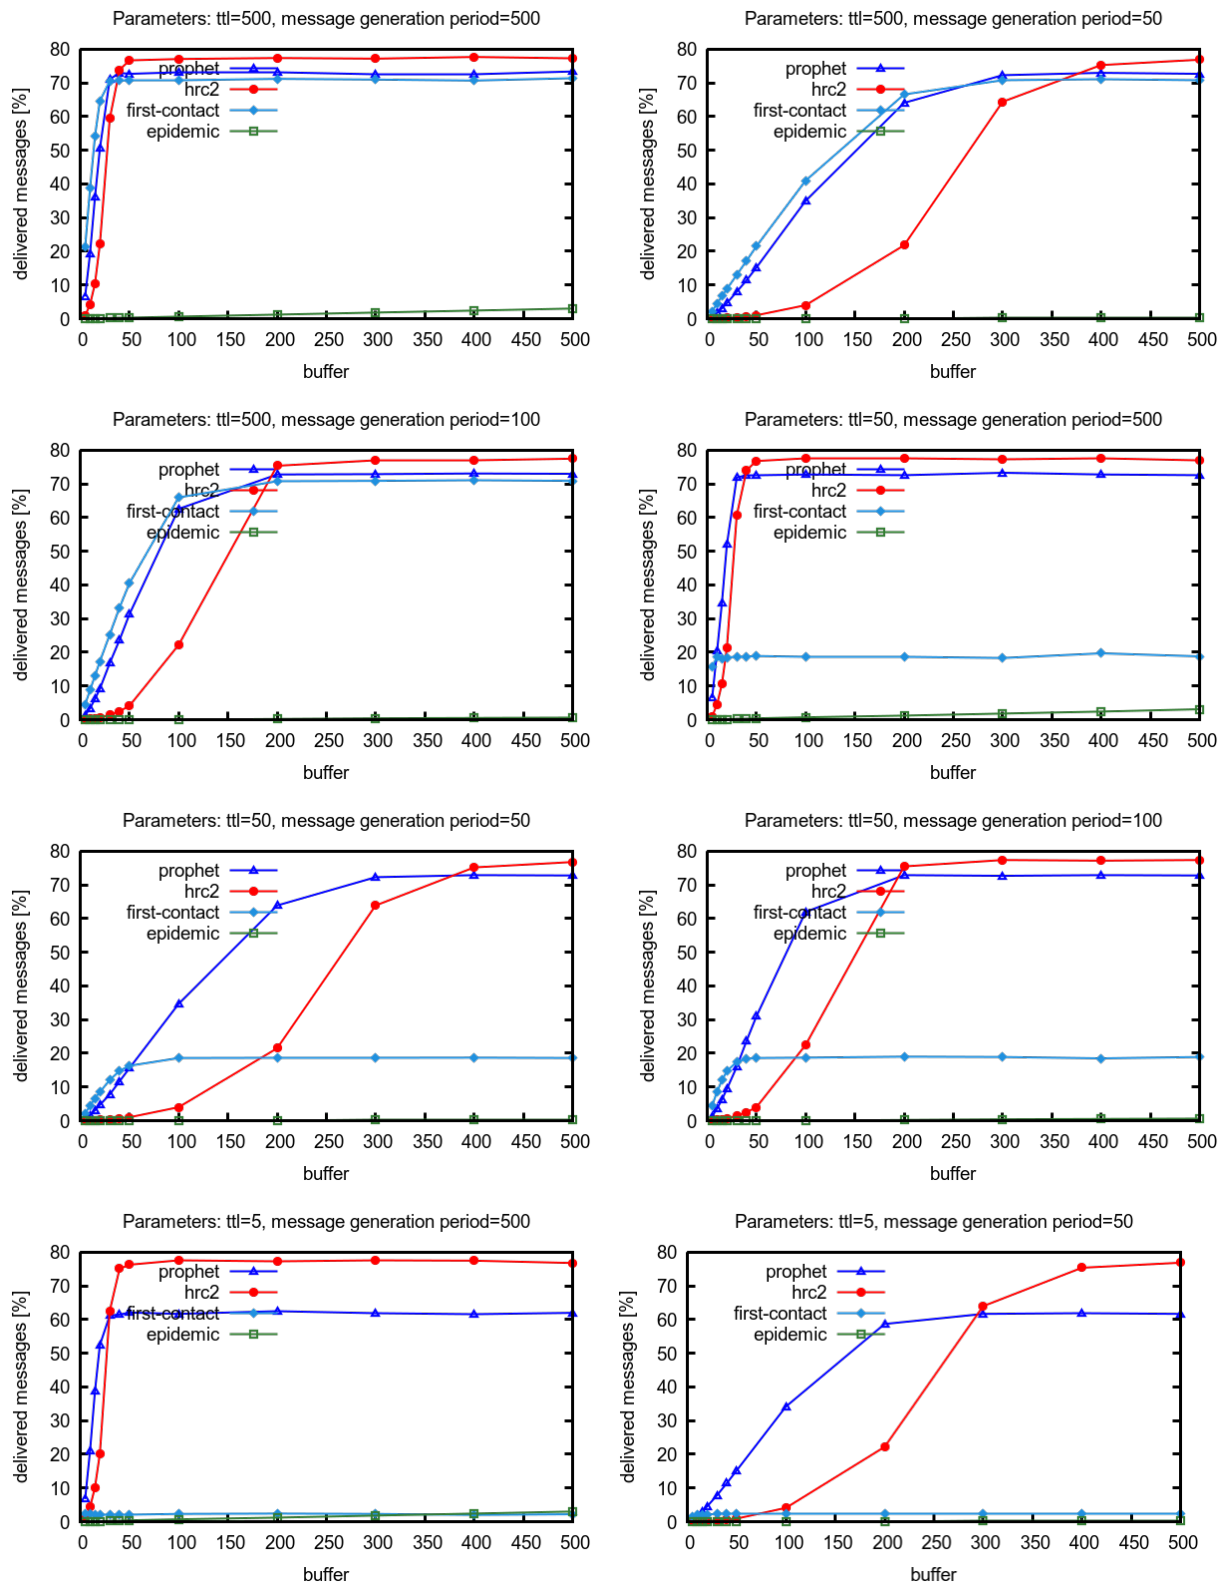 Parameters: ttl=500, message generation period=500
80
70
60
50
40
30
20
10
0
delivered messages [%]
prophet
hrc2
first-contact
epidemic
0 50 100 150 200 250 300 350 400 450 500
buffer
Parameters: ttl=500, message generation period=50
80
70
60
50
40
30
20
10
0
delivered messages [%]
prophet
hrc2
first-contact
epidemic
0 50 100 150 200 250 300 350 400 450 500
buffer
Parameters: ttl=500, message generation period=100
80
70
60
50
40
30
20
10
0
delivered messages [%]
prophet
hrc2
first-contact
epidemic
0 50 100 150 200 250 300 350 400 450 500
buffer
Parameters: ttl=50, message generation period=500
80
70
60
50
40
30
20
10
0
delivered messages [%]
prophet
hrc2
first-contact
epidemic
0 50 100 150 200 250 300 350 400 450 500
buffer
Parameters: ttl=50, message generation period=50
80
70
60
50
40
30
20
10
0
delivered messages [%]
prophet
hrc2
first-contact
epidemic
0 50 100 150 200 250 300 350 400 450 500
buffer
Parameters: ttl=50, message generation period=100
80
70
60
50
40
30
20
10
0
delivered messages [%]
prophet
hrc2
first-contact
epidemic
0 50 100 150 200 250 300 350 400 450 500
buffer
Parameters: ttl=5, message generation period=500
80
70
60
50
40
30
20
10
0
delivered messages [%]
prophet
hrc2
first-contact
epidemic
0 50 100 150 200 250 300 350 400 450 500
buffer
Parameters: ttl=5, message generation period=50
80
70
60
50
40
30
20
10
0
delivered messages [%]
prophet
hrc2
first-contact
epidemic
0 50 100 150 200 250 300 350 400 450 500
buffer